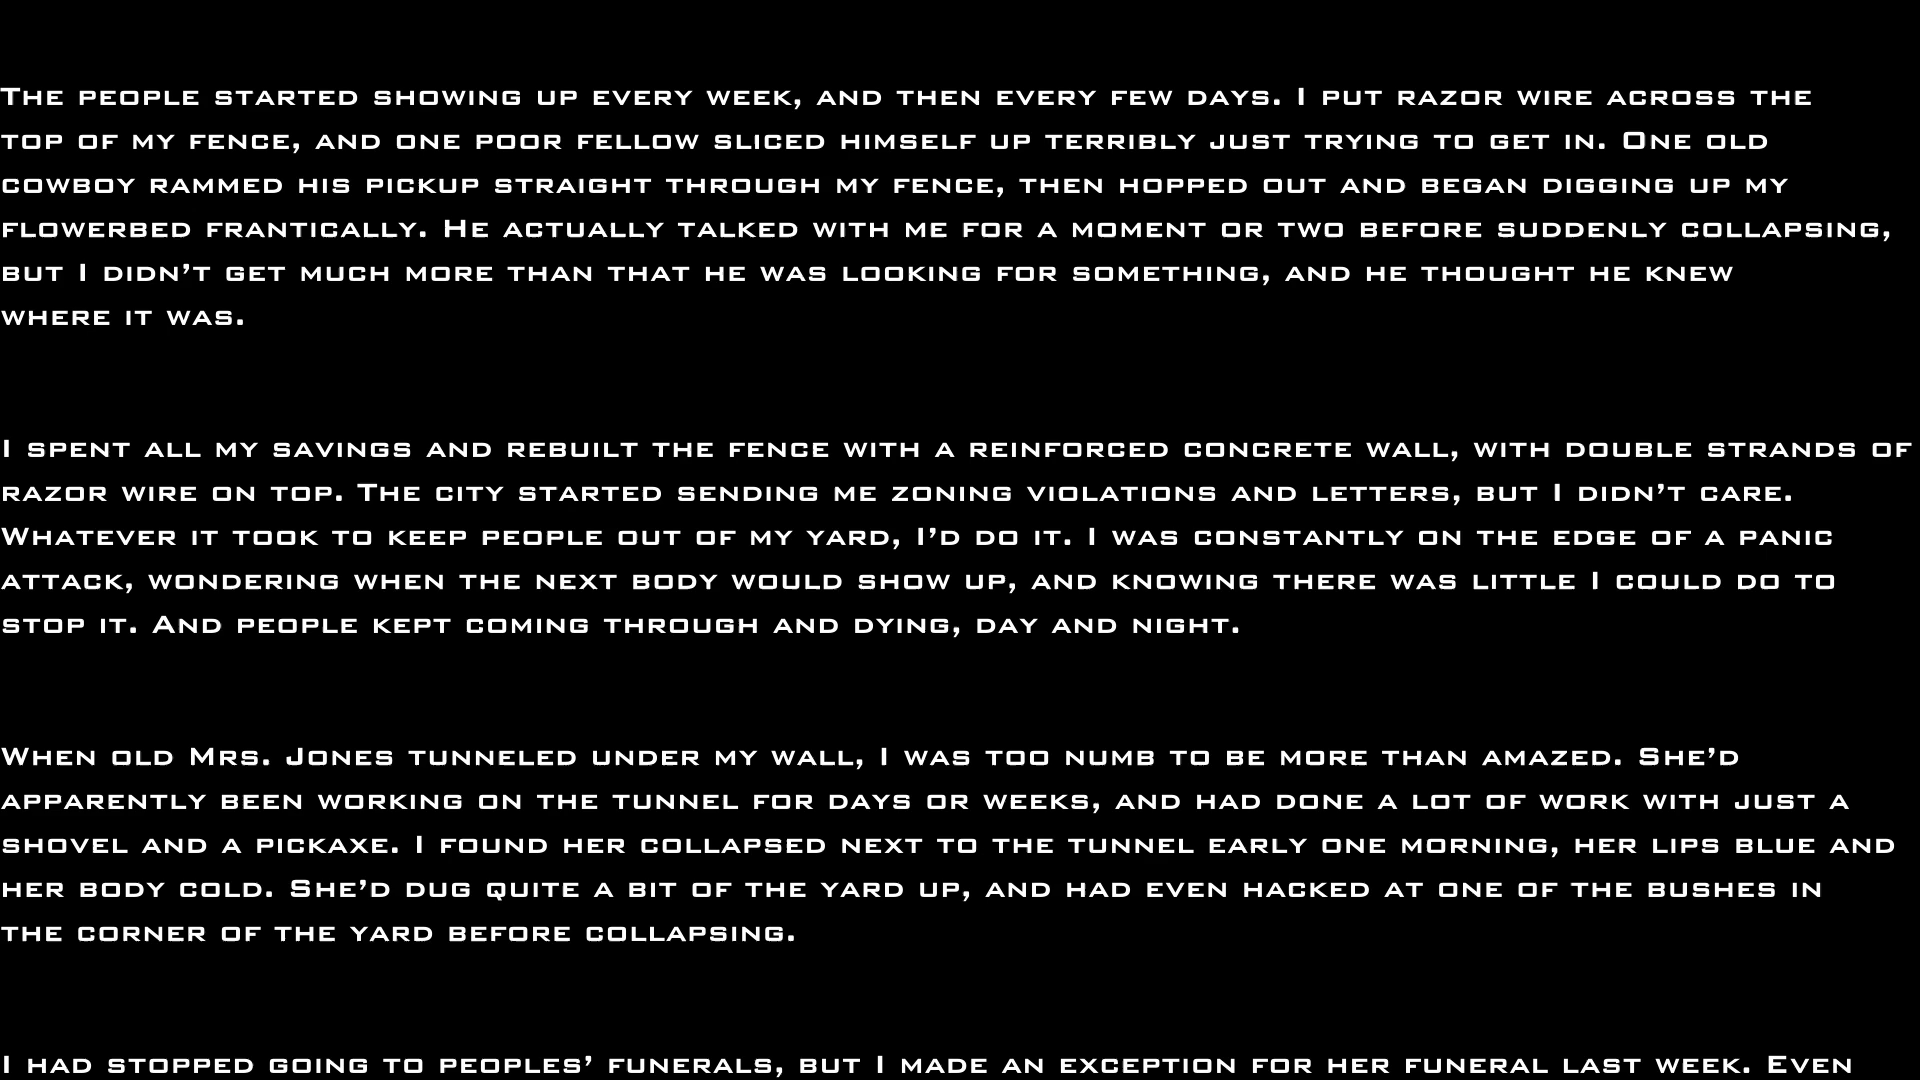 The people started showing up every week, and then every few days. I put razor wire across the
top of my fence, and one poor fellow sliced himself up terribly just trying to get in. One old
cowboy rammed his pickup straight through my fence, then hopped out and began digging up my
flowerbed frantically. He actually talked with me for a moment or two before suddenly collapsing,
but I didn’t get much more than that he was looking for something, and he thought he knew
where it was.
I spent all my savings and rebuilt the fence with a reinforced concrete wall, with double strands of
razor wire on top. The city started sending me zoning violations and letters, but I didn’t care.
Whatever it took to keep people out of my yard, I’d do it. I was constantly on the edge of a panic
attack, wondering when the next body would show up, and knowing there was little I could do to
stop it. And people kept coming through and dying, day and night.
When old Mrs. Jones tunneled under my wall, I was too numb to be more than amazed. She’d
apparently been working on the tunnel for days or weeks, and had done a lot of work with just a
shovel and a pickaxe. I found her collapsed next to the tunnel early one morning, her lips blue and
her body cold. She’d dug quite a bit of the yard up, and had even hacked at one of the bushes in
the corner of the yard before collapsing.
I had stopped going to peoples’ funerals, but I made an exception for her funeral last week. Even